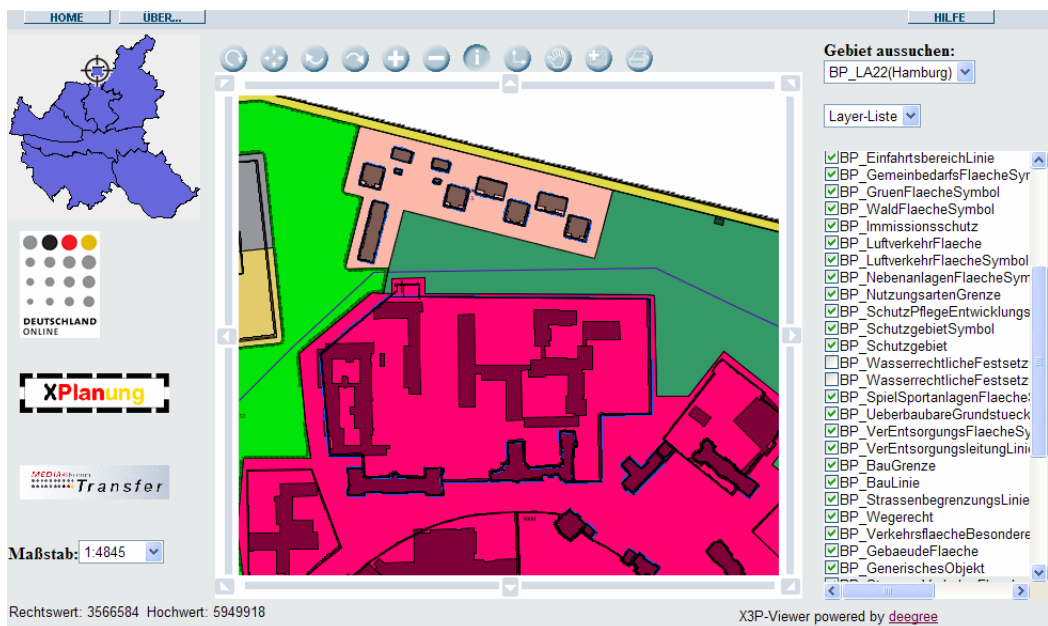 HOME
ÜBER...
HILFE
Gebiet aussuchen:
BP_LA22(Hamburg)
Layer-Liste
BP_EinfahrtsbereichLinie
BP_GemeinbedarfsFlaecheSyr
BP_GruenFlaecheSymbol
BP_WaldFlaecheSymbol
BP_Immissionsschutz
BP_LuftverkehrFlaeche
BP_LuftverkehrFlaecheSymbol
BP_NebenanlagenFlaecheSym
BP_NutzungsartenGrenze
BP_SchutzPflegeEntwicklungs
BP_SchutzgebietSymbol
BP_Schutzgebiet
BP_WasserrechtlicheFestsetz
BP_WasserrechtlicheFestsetz
BP_SpielSportanlagenFlaeche
BP_UeberbaubareGrundstueck
BP_VerEntsorgungsFlaecheSy
BP_VerEntsorgungsleitungLini
BP_BauGrenze
BP_BauLinie
BP_StrassenbegrenzungsLinie
BP_Wegerecht
BP_VerkehrsflaecheBesondere
BP_GebaeudeFlaeche
BP_GenerischesObjekt
DEUTSCHLAND
ONLINE
XPlanung
Transfer
Maßstab: 1:4845
Rechtswert: 3566584 Hochwert: 5949918
X3P-Viewer powered by deegree